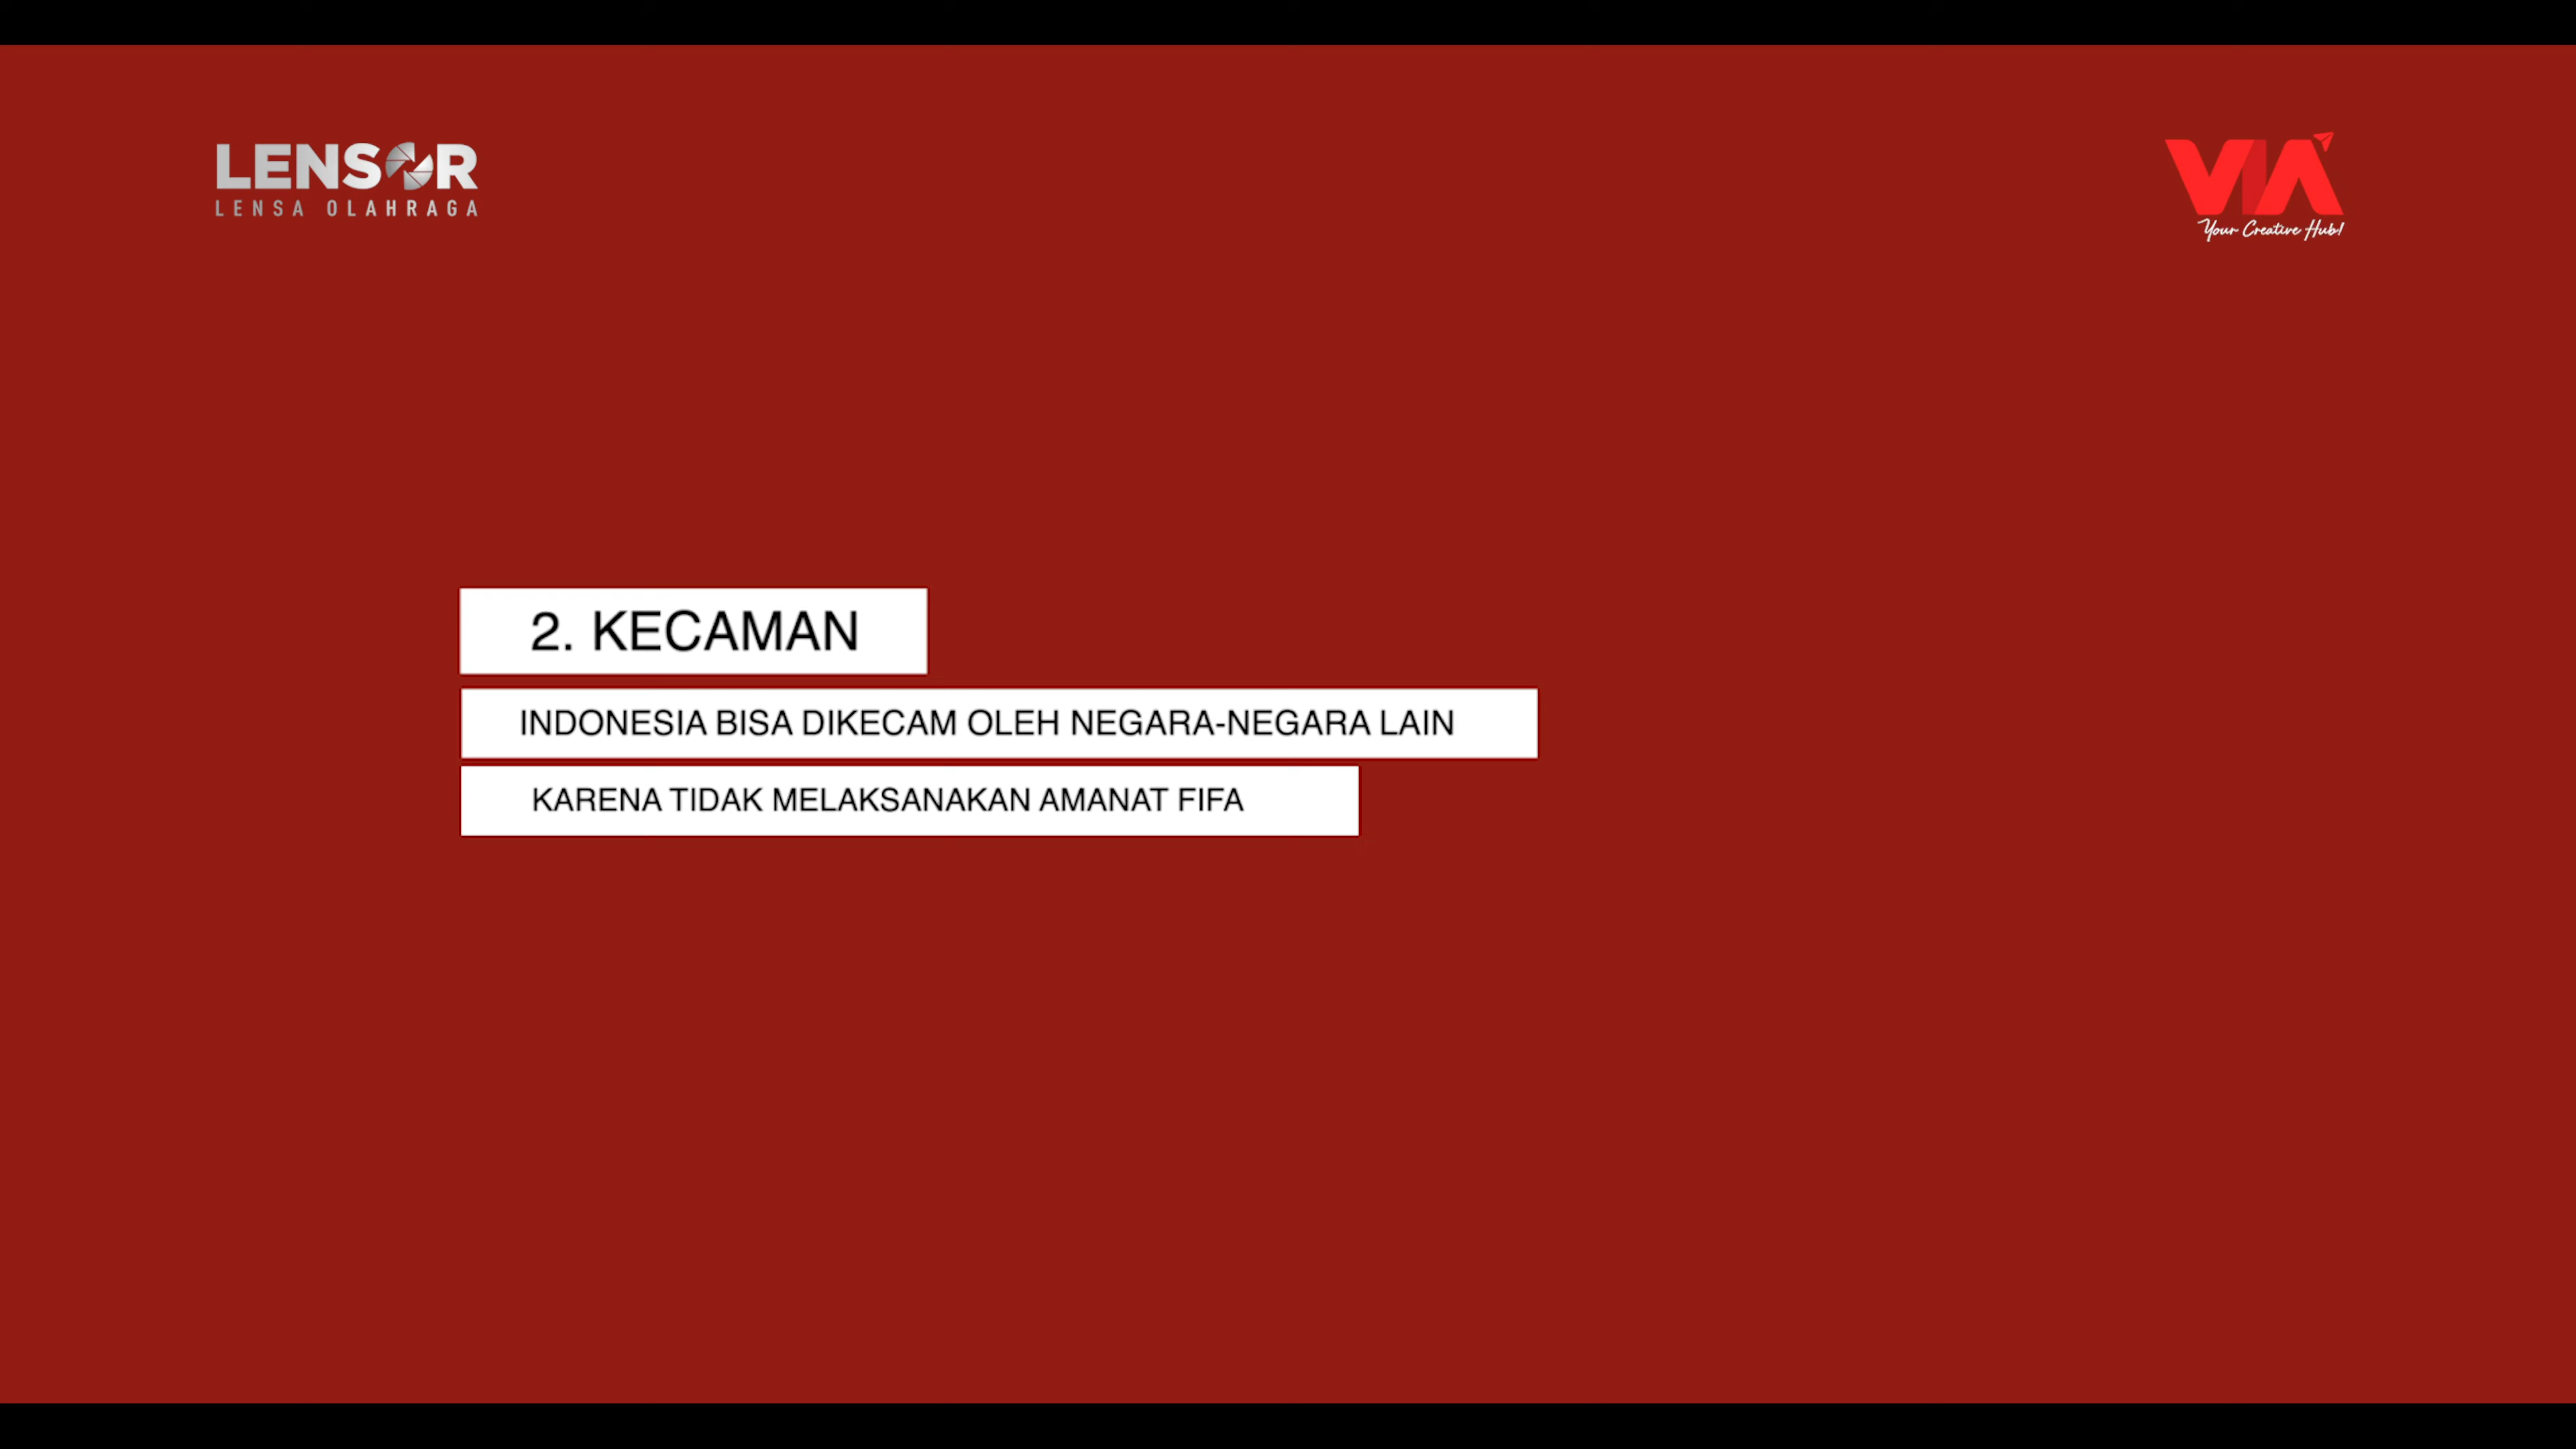 LENSOR
LENSA OLAHRAGA
VIA
Your Creative Hub!
2. KECAMAN
INDONESIA BISA DIKECAM OLEH NEGARA-NEGARA LAIN
KARENA TIDAK MELAKSANAKAN AMANAT FIFA